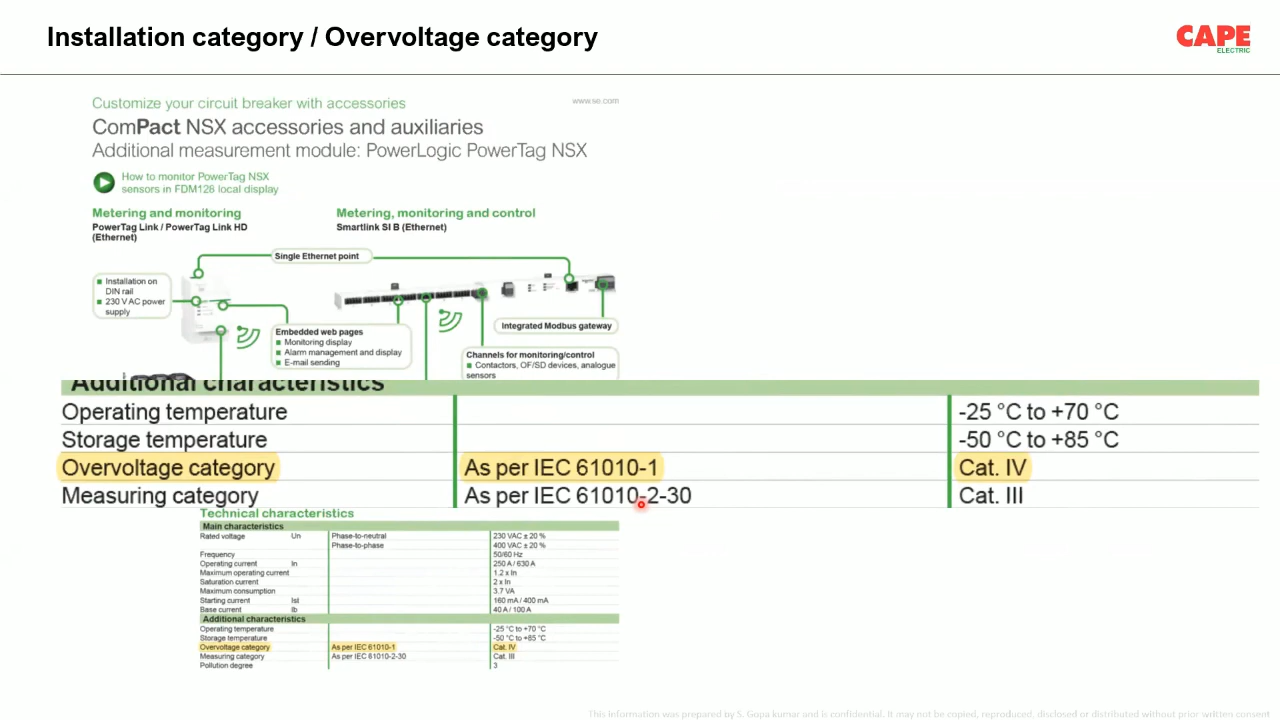 Installation category / Overvoltage category
CAPE
ELECTRIC
Customize your circuit breaker with accessories
www.se.com
ComPact NSX accessories and auxiliaries
Additional measurement module: PowerLogic PowerTag NSX
How to monitor PowerTag NSX
sensors in FDM128 local display
Metering and monitoring
PowerTag Link / PowerTag Link HD
(Ethernet)
Metering, monitoring and control
Smartlink SI B (Ethernet)
Single Ethernet point
■ Installation on
DIN rail
■ 230 V AC power
supply
Embedded web pages
■ Monitoring display
■ Alarm management and display
■ E-mail sending
Integrated Modbus gateway
Channels for monitoring/control
■ Contactors, OF/SD devices, analogue
sensors
Additional characteristics
Operating temperature -25 °C to +70 °C
Storage temperature -50 °C to +85 °C
Overvoltage category As per IEC 61010-1 Cat. IV
Measuring category As per IEC 61010-2-30 Cat. III
Technical characteristics
Main characteristics
Rated voltage Un Phase-to-neutral 230 VAC ± 20 %
Phase-to-phase 400 VAC ± 20 %
Frequency 50/60 Hz
Operating current In 250 A / 630 A
Maximum operating current 1.2 x In
Saturation current 2 x In
Maximum consumption 3.7 VA
Starting current Ist 160 mA / 400 mA
Base current Ib 40 A / 100 A
Additional characteristics
Operating temperature -25 °C to +70 °C
Storage temperature -50 °C to +85 °C
Overvoltage category As per IEC 61010-1 Cat. IV
Measuring category As per IEC 61010-2-30 Cat. III
Pollution degree 3
This information was prepared by S. Gopa kumar and is confidential. It may not be copied, reproduced, disclosed or distributed without prior written consent